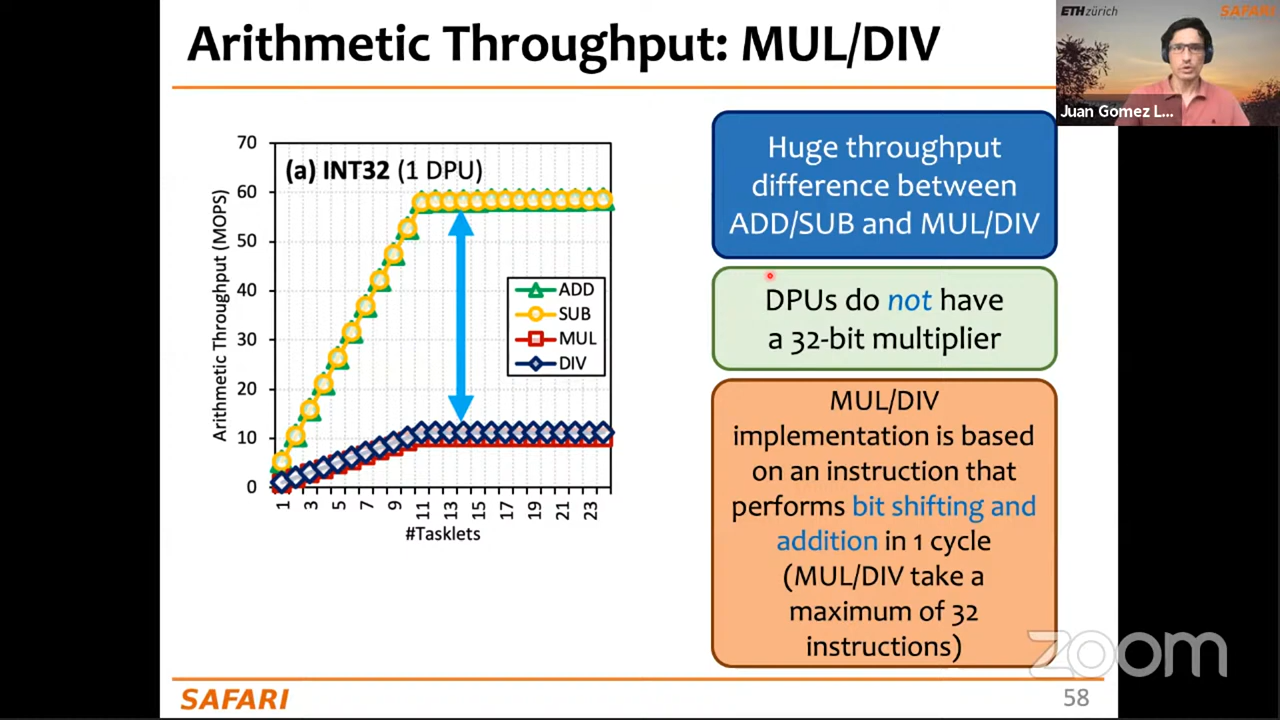 Arithmetic Throughput: MUL/DIV
ETHzürich
SAFARI
Juan Gómez L...
Arithmetic Throughput (MOPS)
70
60
50
40
30
20
10
0
(a) INT32 (1 DPU)
ADD
SUB
MUL
DIV
1 3 5 7 9 11 13 15 17 19 21 23
#Tasklets
Huge throughput
difference between
ADD/SUB and MUL/DIV
DPUs do not have
a 32-bit multiplier
MUL/DIV
implementation is based
on an instruction that
performs bit shifting and
addition in 1 cycle
(MUL/DIV take a
maximum of 32
instructions)
zoom
SAFARI
58